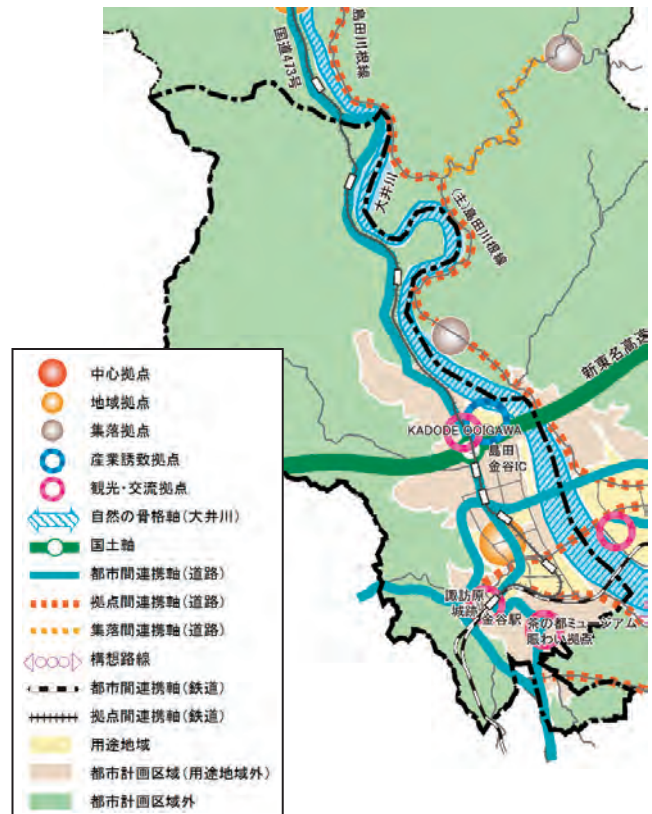 国道473号
島田川根線
大井川
(主)島田川根線
新東名高速
KADODE OOIGAWA
島田
金谷IC
諏訪原
城跡
金谷駅
茶の都ミュージアム
賑わい拠点
中心拠点
地域拠点
集落拠点
産業誘致拠点
観光・交流拠点
自然の骨格軸(大井川)
国土軸
都市間連携軸(道路)
拠点間連携軸(道路)
集落間連携軸(道路)
構想路線
都市間連携軸(鉄道)
拠点間連携軸(鉄道)
用途地域
都市計画区域(用途地域外)
都市計画区域外